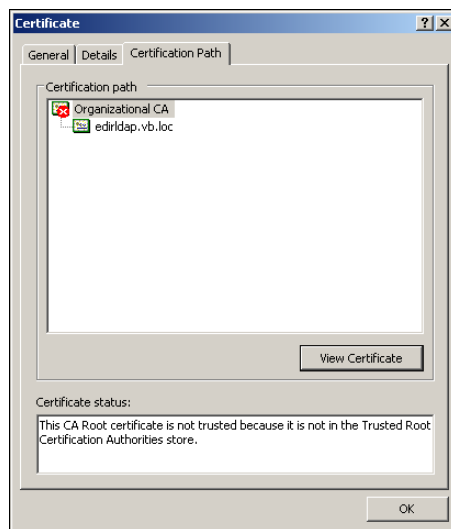 Certificate
General Details Certification Path
Certification path
Organizational CA
edirldap.vb.loc
View Certificate
Certificate status:
This CA Root certificate is not trusted because it is not in the Trusted Root
Certification Authorities store.
OK